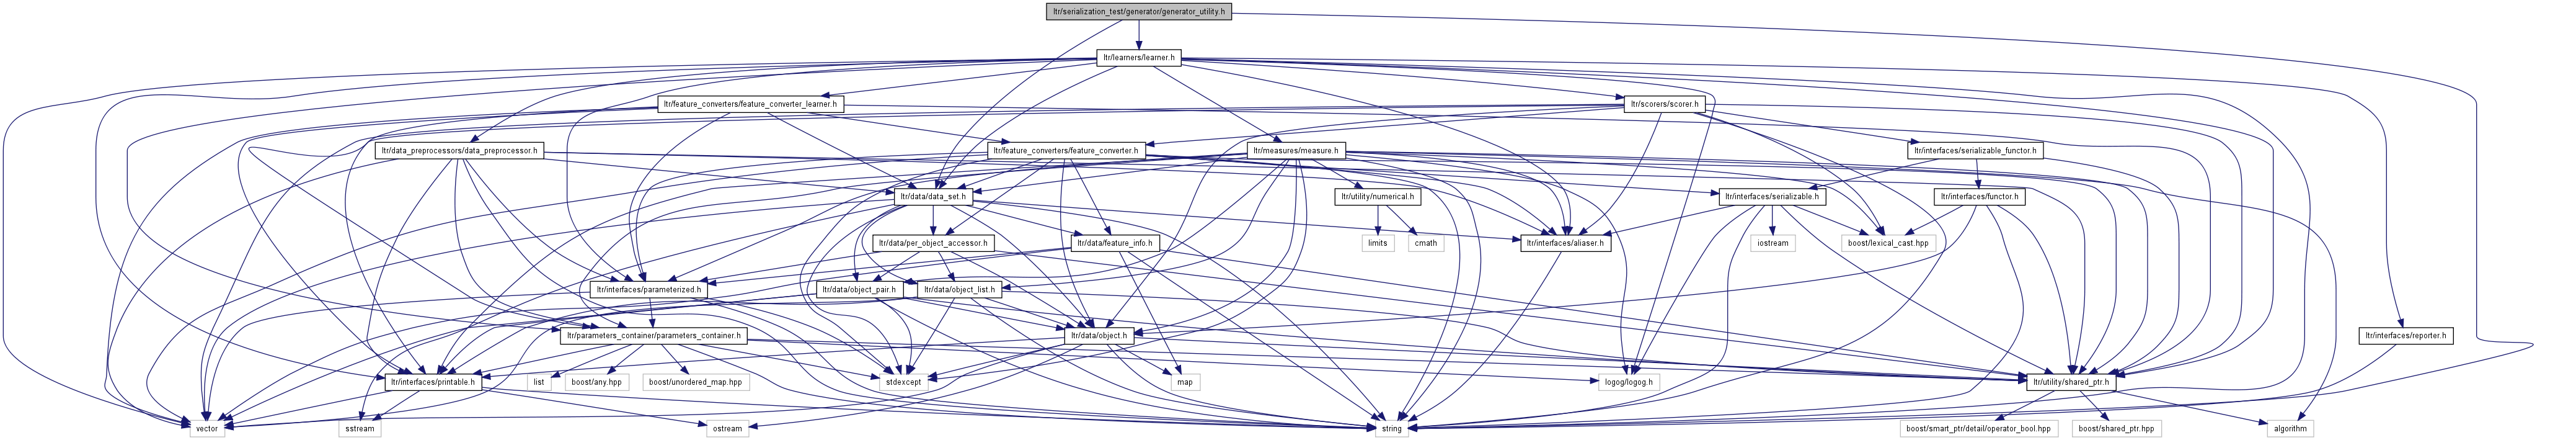 ltr/serialization_test/generator/generator_utility.h
ltr/learners/learner.h
ltr/feature_converters/feature_converter_learner.h
ltr/scorers/scorer.h
ltr/data_preprocessors/data_preprocessor.h
ltr/feature_converters/feature_converter.h
ltr/measures/measure.h
ltr/interfaces/serializable_functor.h
ltr/data/data_set.h
ltr/utility/numerical.h
ltr/interfaces/serializable.h
ltr/interfaces/functor.h
ltr/data/per_object_accessor.h
ltr/data/feature_info.h
limits
cmath
ltr/interfaces/aliaser.h
iostream
boost/lexical_cast.hpp
ltr/interfaces/parameterized.h
ltr/data/object_pair.h
ltr/data/object_list.h
ltr/parameters_container/parameters_container.h
ltr/data/object.h
ltr/interfaces/reporter.h
ltr/interfaces/printable.h
list
boost/any.hpp
boost/unordered_map.hpp
stdexcept
map
logog/logog.h
ltr/utility/shared_ptr.h
vector
sstream
ostream
string
boost/smart_ptr/detail/operator_bool.hpp
boost/shared_ptr.hpp
algorithm